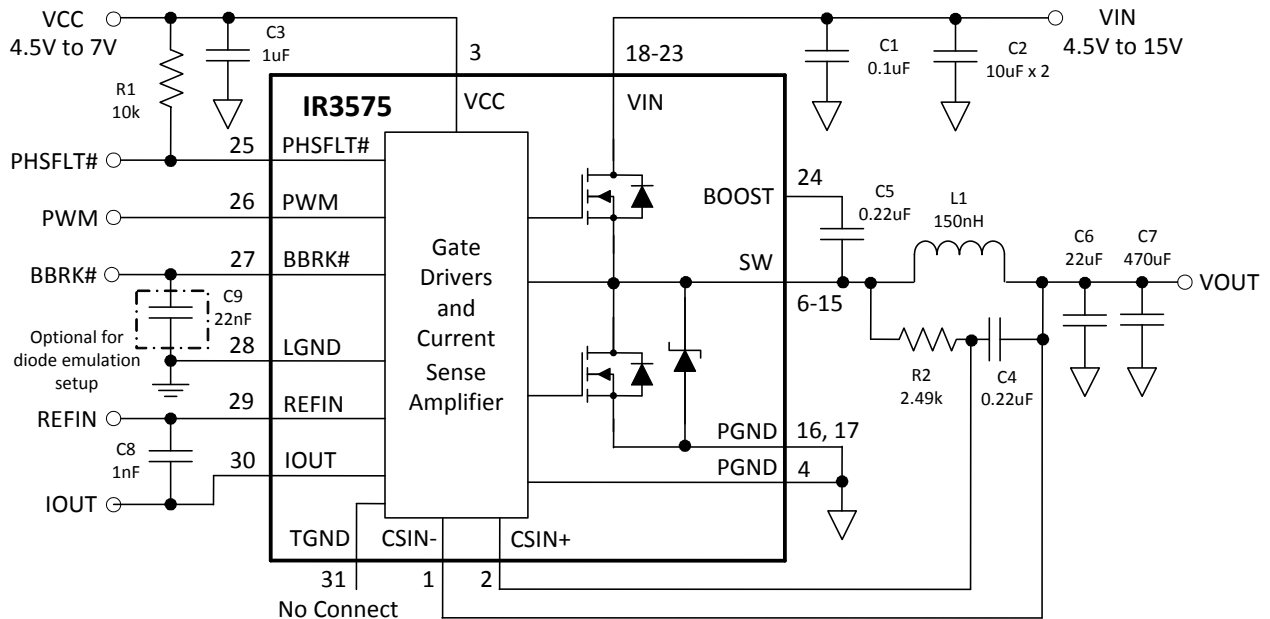 VCC
4.5V to 7V
C3
1uF
3
18-23
C1
0.1uF
C2
10uF x 2
VIN
4.5V to 15V
R1
10k
IR3575
VCC
VIN
25
PHSFLT#
PHSFLT#
24
BOOST
C5
0.22uF
L1
150nH
26
PWM
PWM
C6
22uF
C7
470uF
27
BBRK#
BBRK#
SW
6-15
VOUT
C9
22nF
Optional for
diode emulation
setup
28
LGND
Gate
Drivers
and
Current
Sense
Amplifier
R2
2.49k
C4
0.22uF
29
REFIN
REFIN
PGND
16, 17
C8
1nF
30
IOUT
IOUT
PGND
4
TGND
CSIN-
CSIN+
31
1
2
No Connect